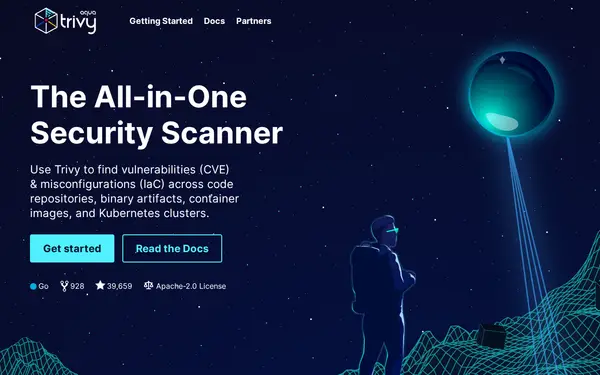 aqua
trivy
Getting Started Docs Partners
The All-in-One
Security Scanner
Use Trivy to find vulnerabilities (CVE)
& misconfigurations (IaC) across code
repositories, binary artifacts, container
images, and Kubernetes clusters.
Get started Read the Docs
Go 928 39,659 Apache-2.0 License